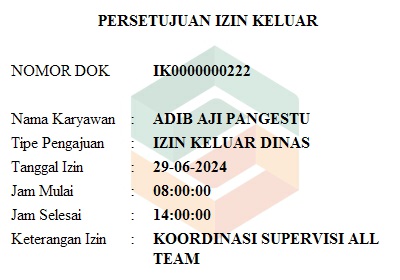 PERSETUJUAN IZIN KELUAR
NOMOR DOK IK0000000222
Nama Karyawan : ADIB AJI PANGESTU
Tipe Pengajuan : IZIN KELUAR DINAS
Tanggal Izin : 29-06-2024
Jam Mulai : 08:00:00
Jam Selesai : 14:00:00
Keterangan Izin : KOORDINASI SUPERVISI ALL
TEAM